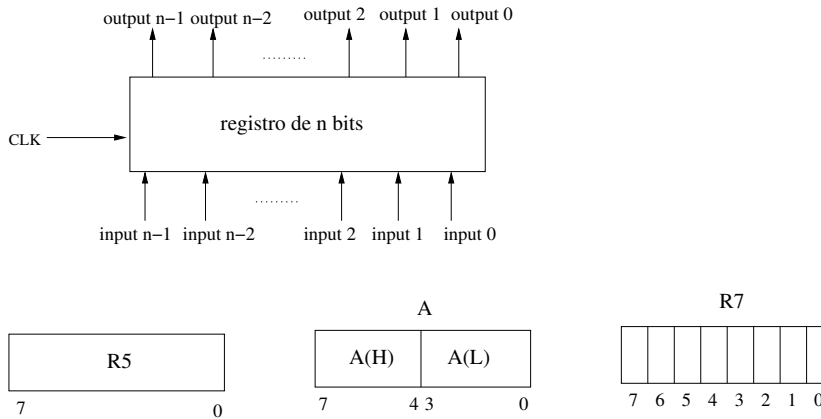 output n−1 output n−2 output 2 output 1 output 0
registro de n bits
CLK
input n−1 input n−2 input 2 input 1 input 0
A
R7
R5
A(H) A(L)
7 0
7 4 3 0
7 6 5 4 3 2 1 0